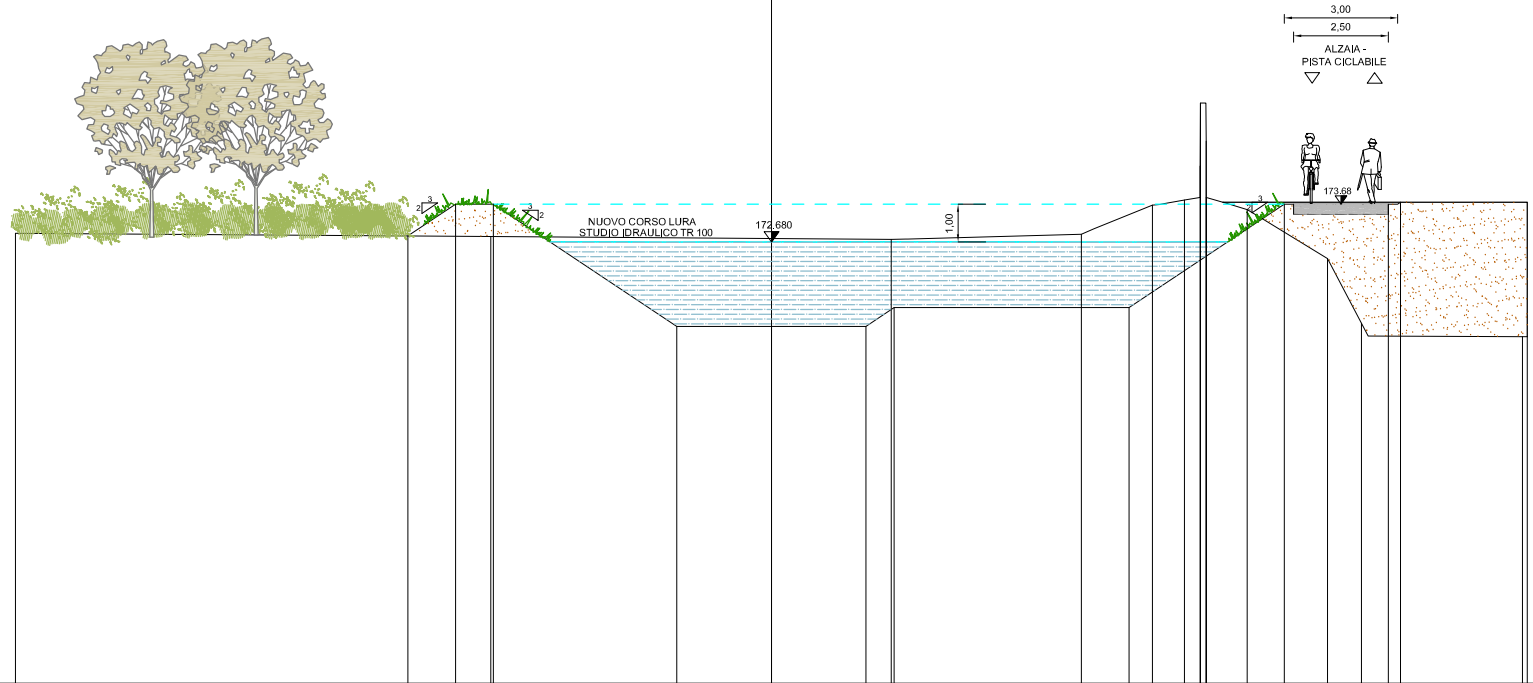 3,00
2,50
ALZAIA -
PISTA CICLABILE
3
2
3
2
NUOVO CORSO LURA
STUDIO IDRAULICO TR 100
172.680
1,00
3
2
173.68